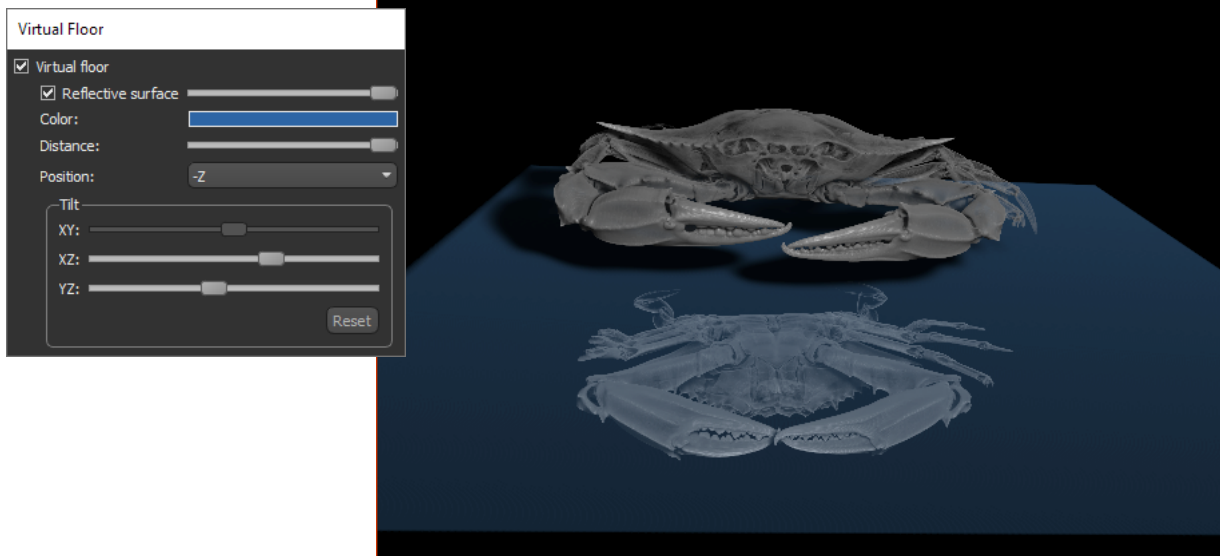 Virtual Floor
Virtual floor
Reflective surface
Color:
Distance:
Position: -Z
Tilt
XY:
XZ:
YZ:
Reset